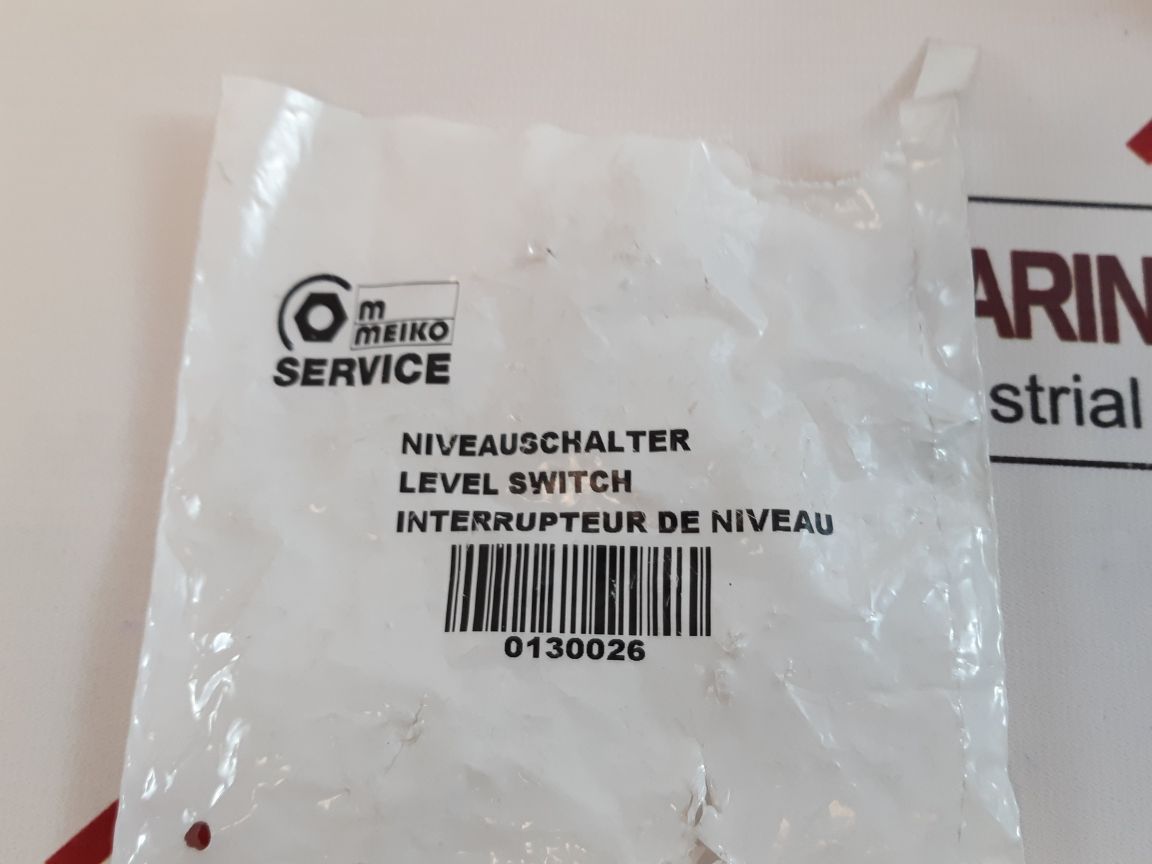 m
MEIKO
SERVICE
NIVEAUSCHALTER
LEVEL SWITCH
INTERRUPTEUR DE NIVEAU
0130026
ARIN
strial